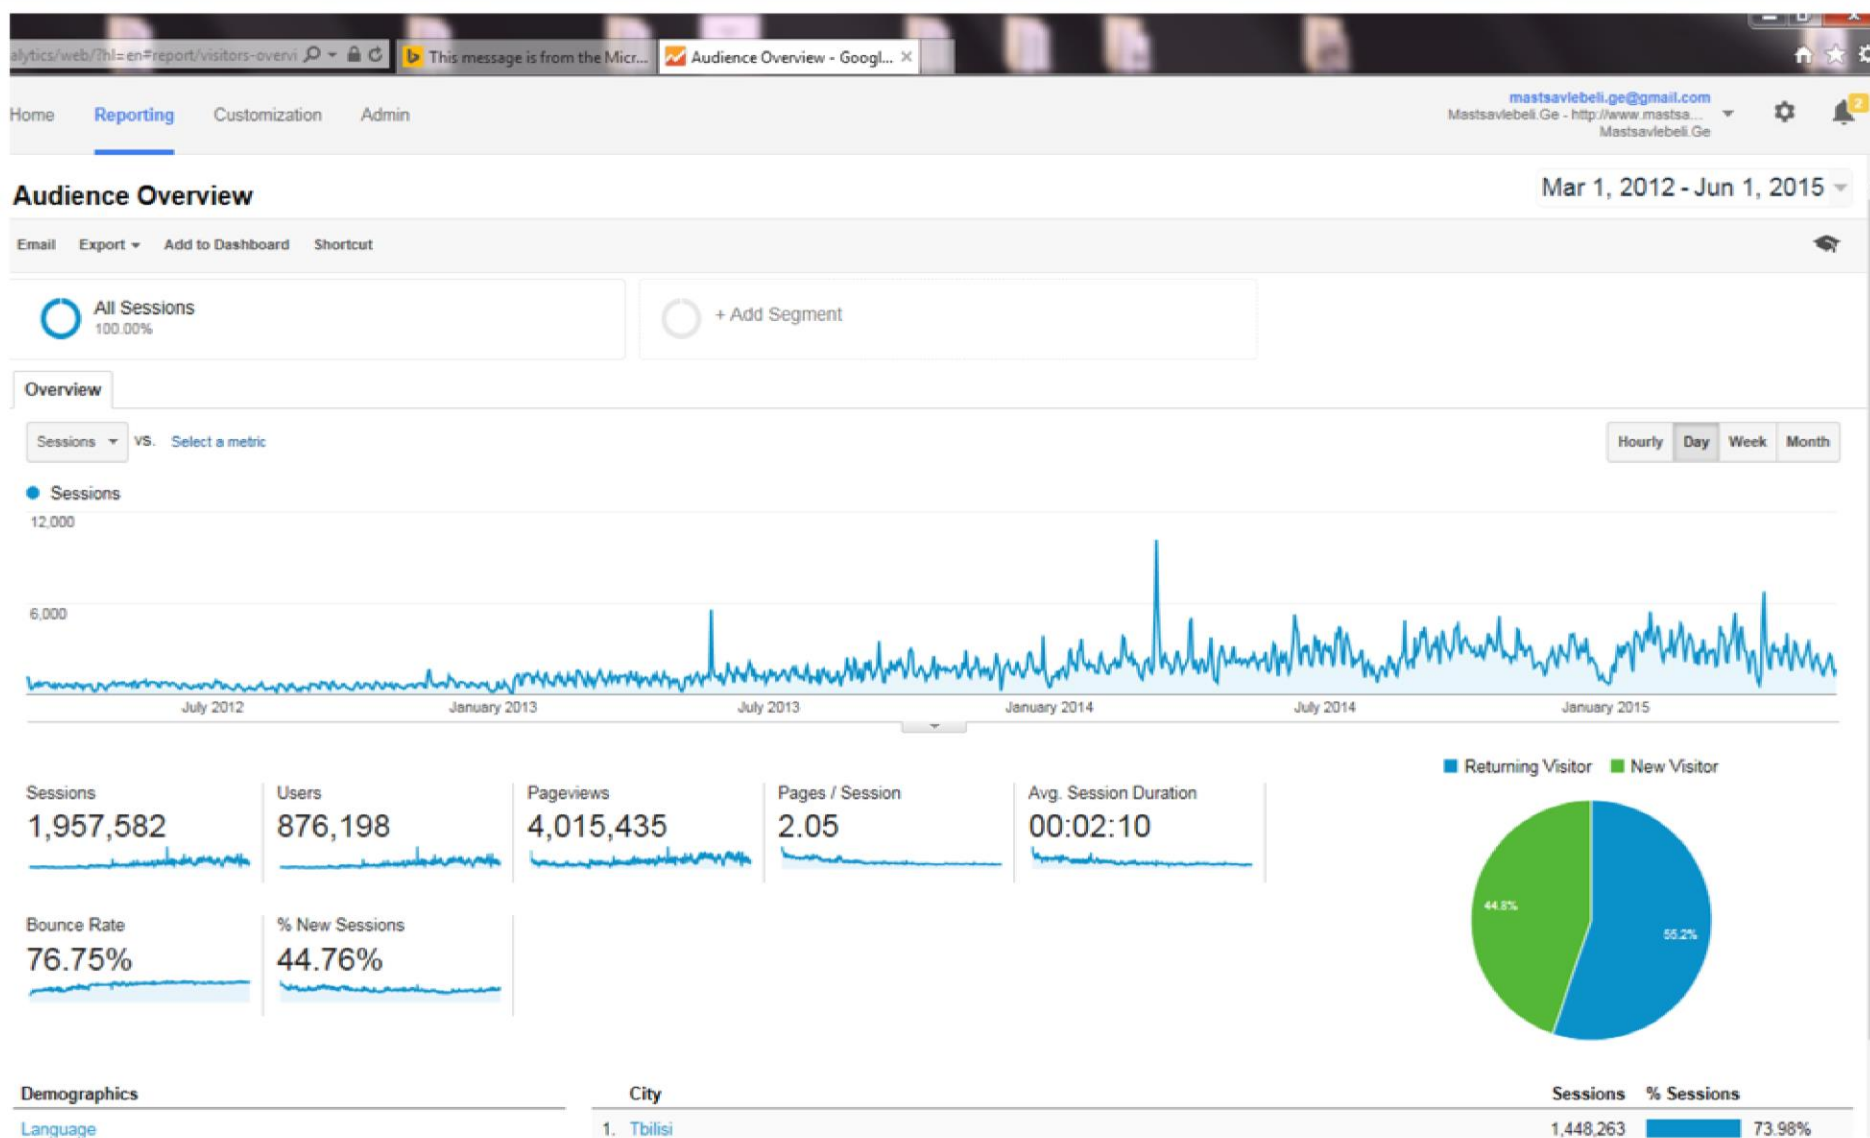 alytics/web/?hl=en#report/visitors-overvi
This message is from the Micr...
Audience Overview - Googl...
Home Reporting Customization Admin
mastsavlebeli.ge@gmail.com
Mastsavlebeli.Ge - http://www.mastsa...
Mastsavlebeli.Ge
2
Audience Overview
Mar 1, 2012 - Jun 1, 2015
Email Export Add to Dashboard Shortcut
All Sessions
100.00%
+ Add Segment
Overview
Sessions VS. Select a metric
Hourly Day Week Month
Sessions
12,000
6,000
July 2012 January 2013 July 2013 January 2014 July 2014 January 2015
Returning Visitor New Visitor
Sessions Users Pageviews Pages / Session Avg. Session Duration
1,957,582 876,198 4,015,435 2.05 00:02:10
44.8%
55.2%
Bounce Rate % New Sessions
76.75% 44.76%
Demographics City Sessions % Sessions
Language 1. Tbilisi 1,448,263 73.98%